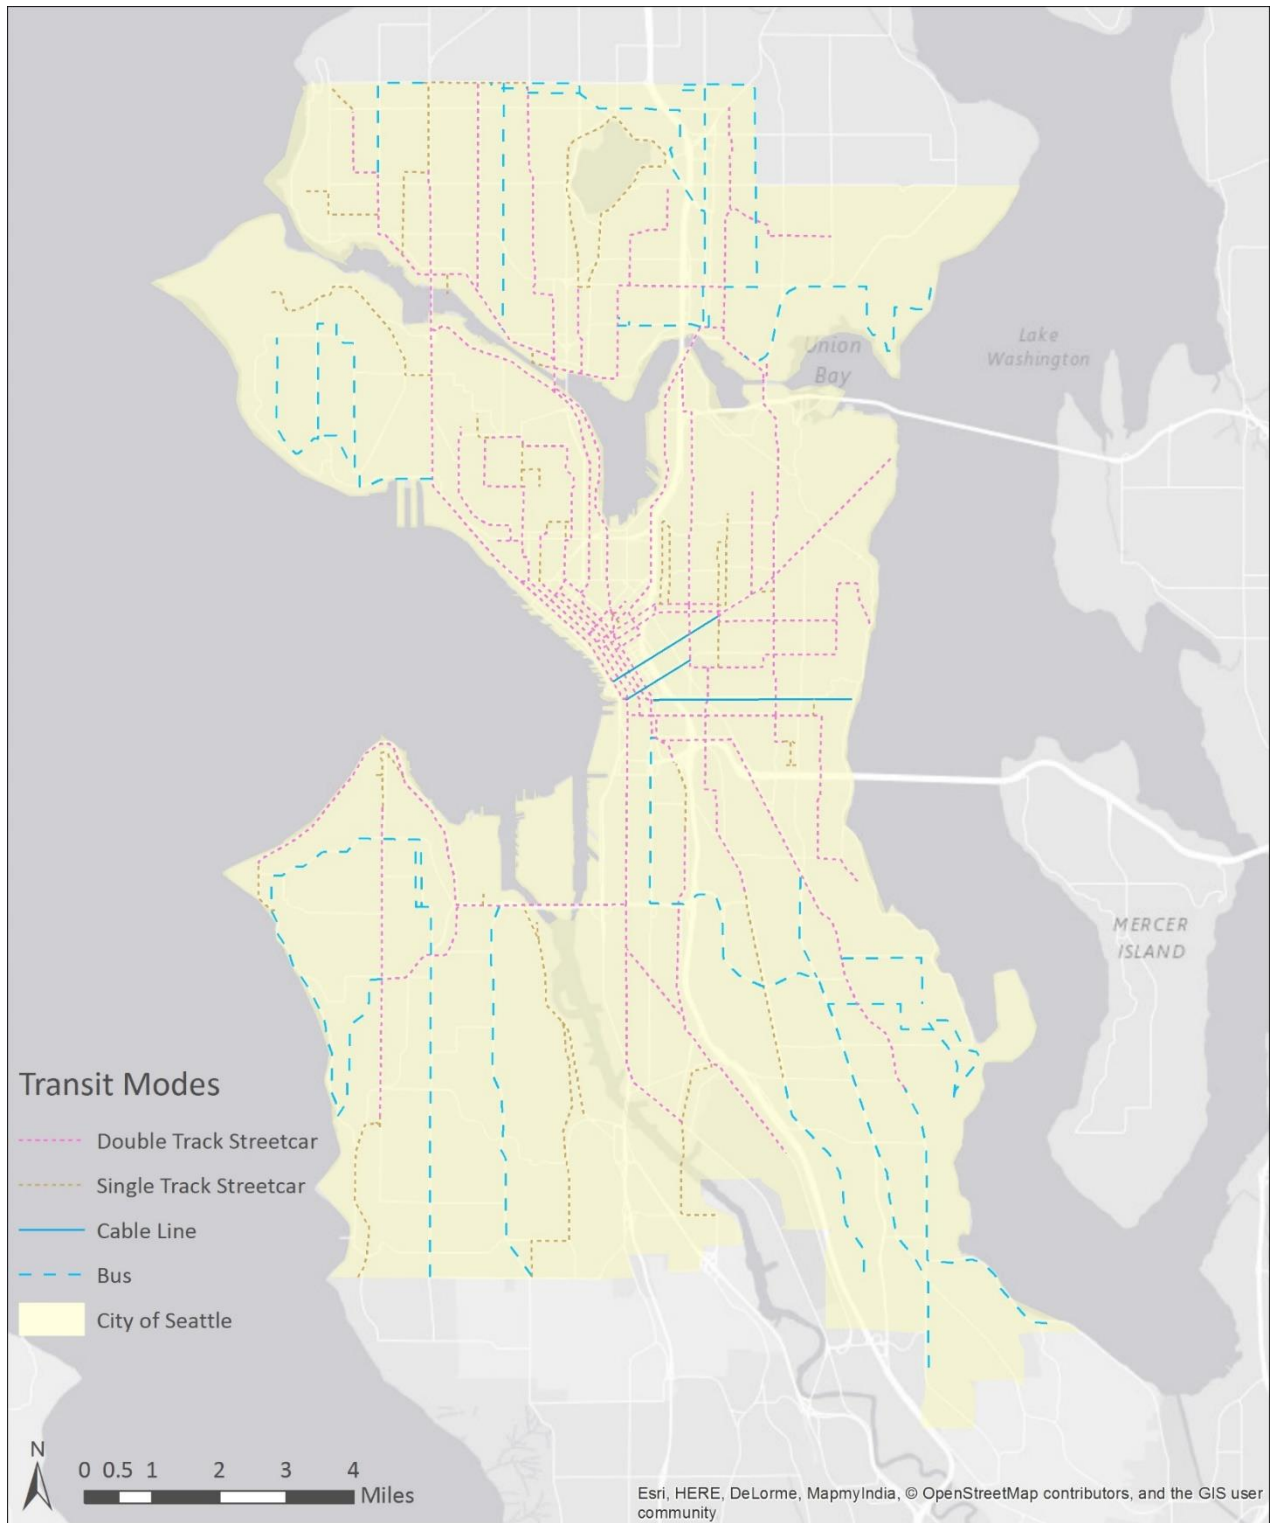 Union
Bay
Lake
Washington
MERCER
ISLAND
Transit Modes
Double Track Streetcar
Single Track Streetcar
Cable Line
Bus
City of Seattle
N
0 0.5 1 2 3 4
Miles
Esri, HERE, DeLorme, MapmyIndia, © OpenStreetMap contributors, and the GIS user
community